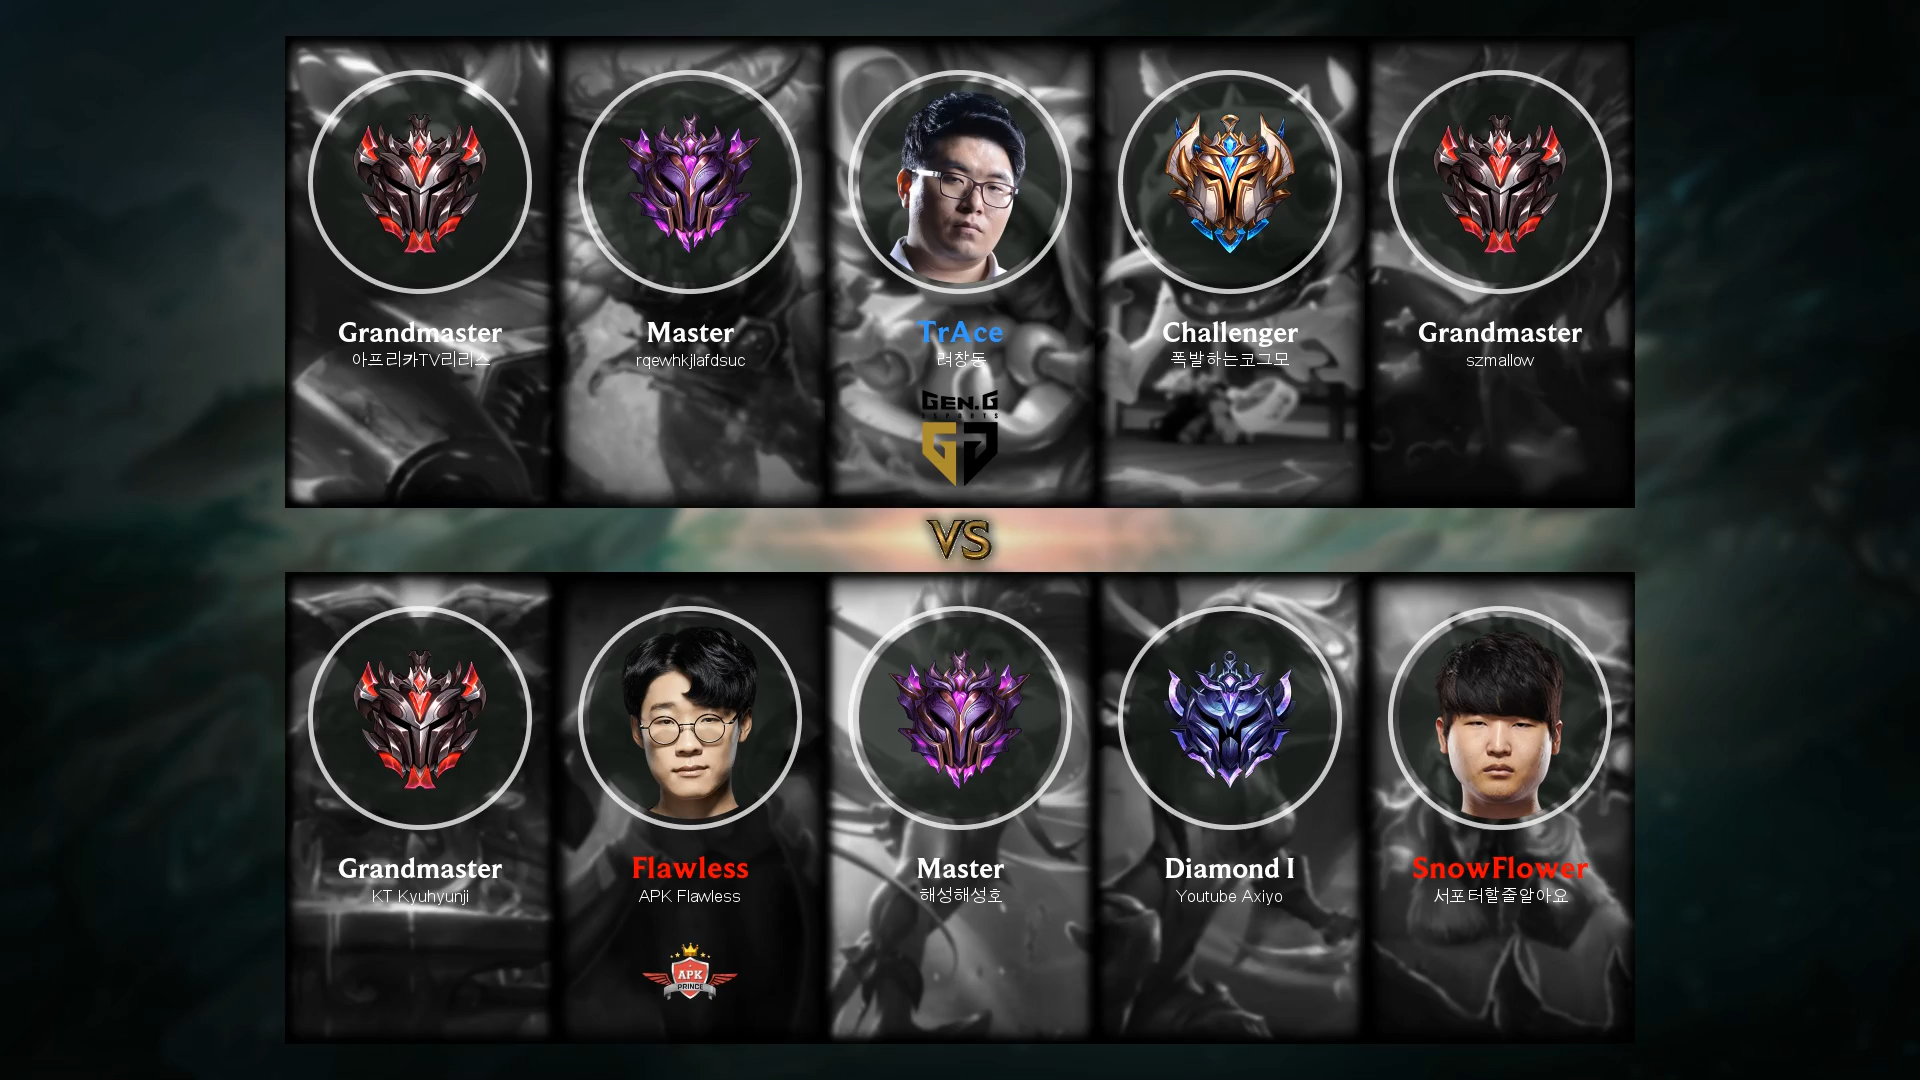 Grandmaster
아프리카TV리리스
Master
rqewhkjlafdsuc
TrAce
려창동
GEN.G
ESPORTS
Challenger
폭발하는코그모
Grandmaster
szmallow
VS
Grandmaster
KT Kyuhyunji
Flawless
APK Flawless
APK
PRINCE
Master
해성해성호
Diamond I
Youtube Axiyo
SnowFlower
서포터할줄알아요